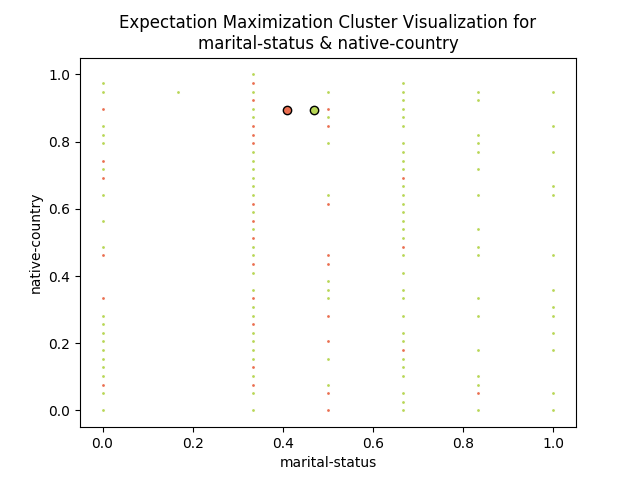 Expectation Maximization Cluster Visualization for
marital-status & native-country
1.0
0.8
0.6
0.4
0.2
0.0
native-country
0.0 0.2 0.4 0.6 0.8 1.0
marital-status